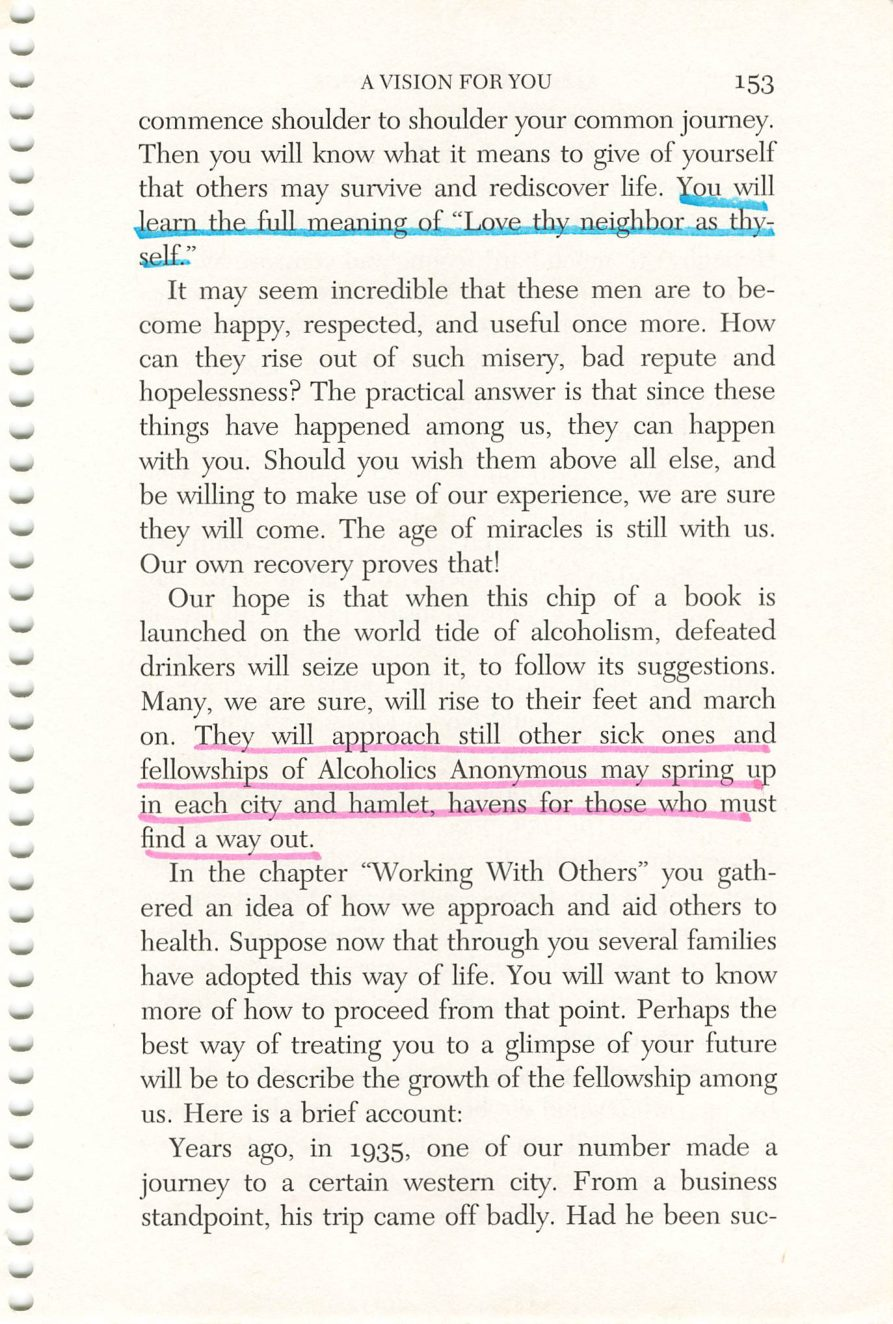 A VISION FOR YOU 153
commence shoulder to shoulder your common journey.
Then you will know what it means to give of yourself
that others may survive and rediscover life. You will
learn the full meaning of “Love thy neighbor as thy-
self.”
It may seem incredible that these men are to be-
come happy, respected, and useful once more. How
can they rise out of such misery, bad repute and
hopelessness? The practical answer is that since these
things have happened among us, they can happen
with you. Should you wish them above all else, and
be willing to make use of our experience, we are sure
they will come. The age of miracles is still with us.
Our own recovery proves that!
Our hope is that when this chip of a book is
launched on the world tide of alcoholism, defeated
drinkers will seize upon it, to follow its suggestions.
Many, we are sure, will rise to their feet and march
on. They will approach still other sick ones and
fellowships of Alcoholics Anonymous may spring up
in each city and hamlet, havens for those who must
find a way out.
In the chapter “Working With Others” you gath-
ered an idea of how we approach and aid others to
health. Suppose now that through you several families
have adopted this way of life. You will want to know
more of how to proceed from that point. Perhaps the
best way of treating you to a glimpse of your future
will be to describe the growth of the fellowship among
us. Here is a brief account:
Years ago, in 1935, one of our number made a
journey to a certain western city. From a business
standpoint, his trip came off badly. Had he been suc-